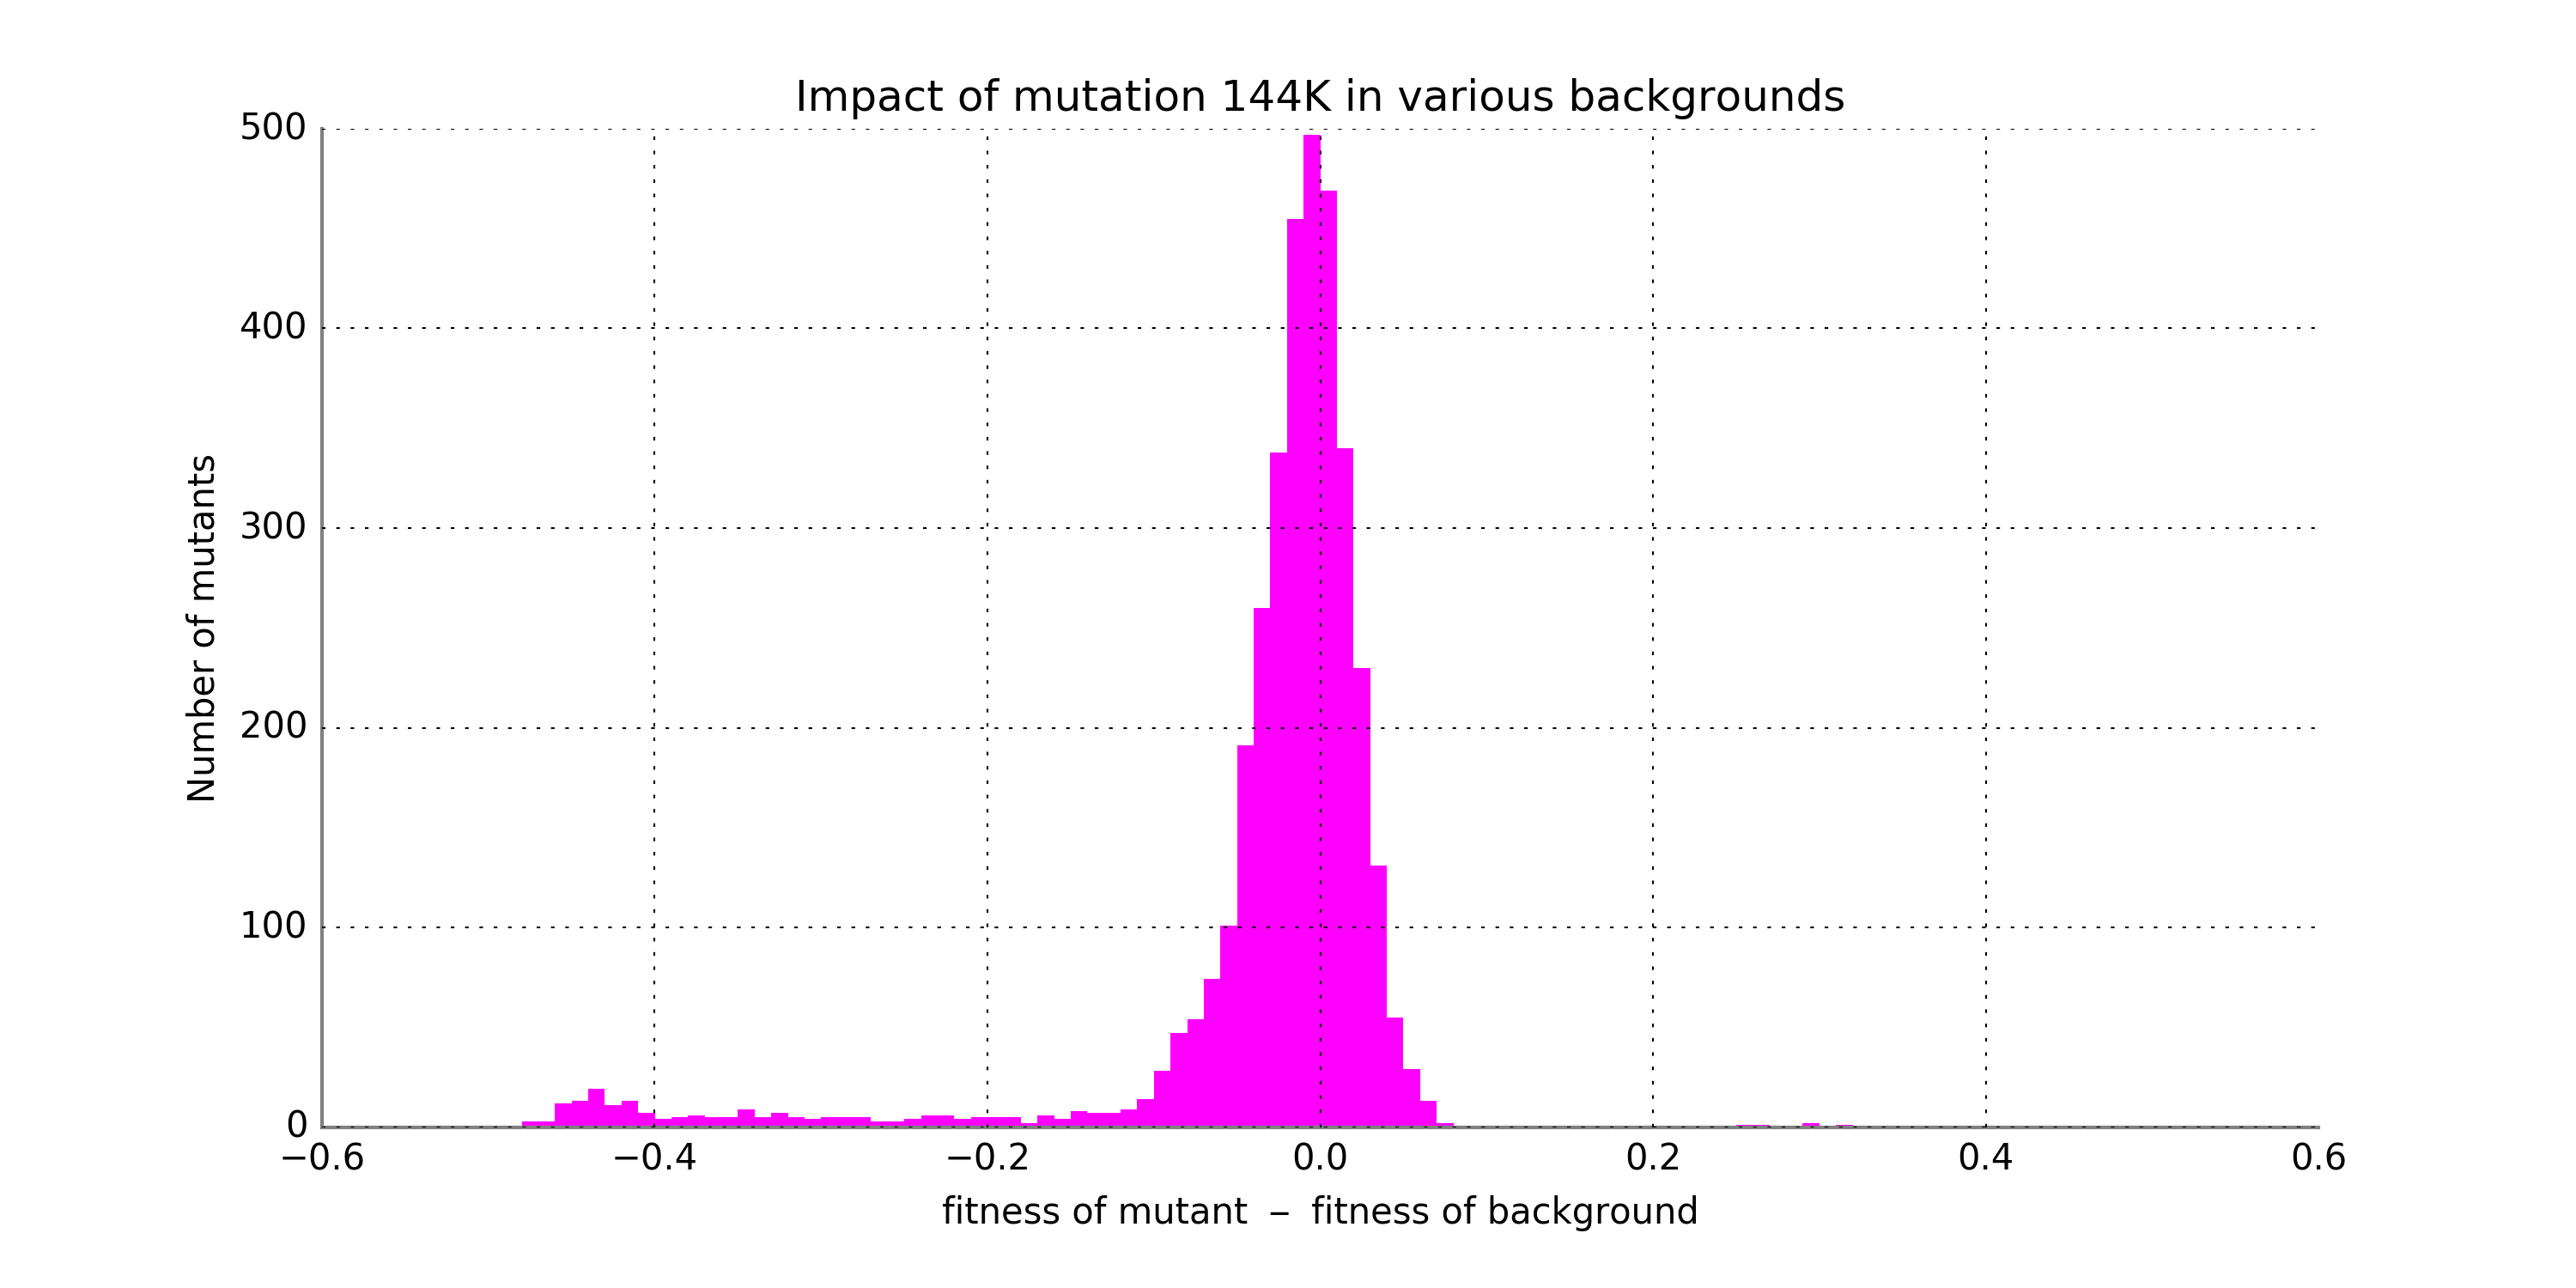 Impact of mutation 144K in various backgrounds
500
400
300
200
100
0
Number of mutants
−0.6 −0.4 −0.2 0.0 0.2 0.4 0.6
fitness of mutant − fitness of background